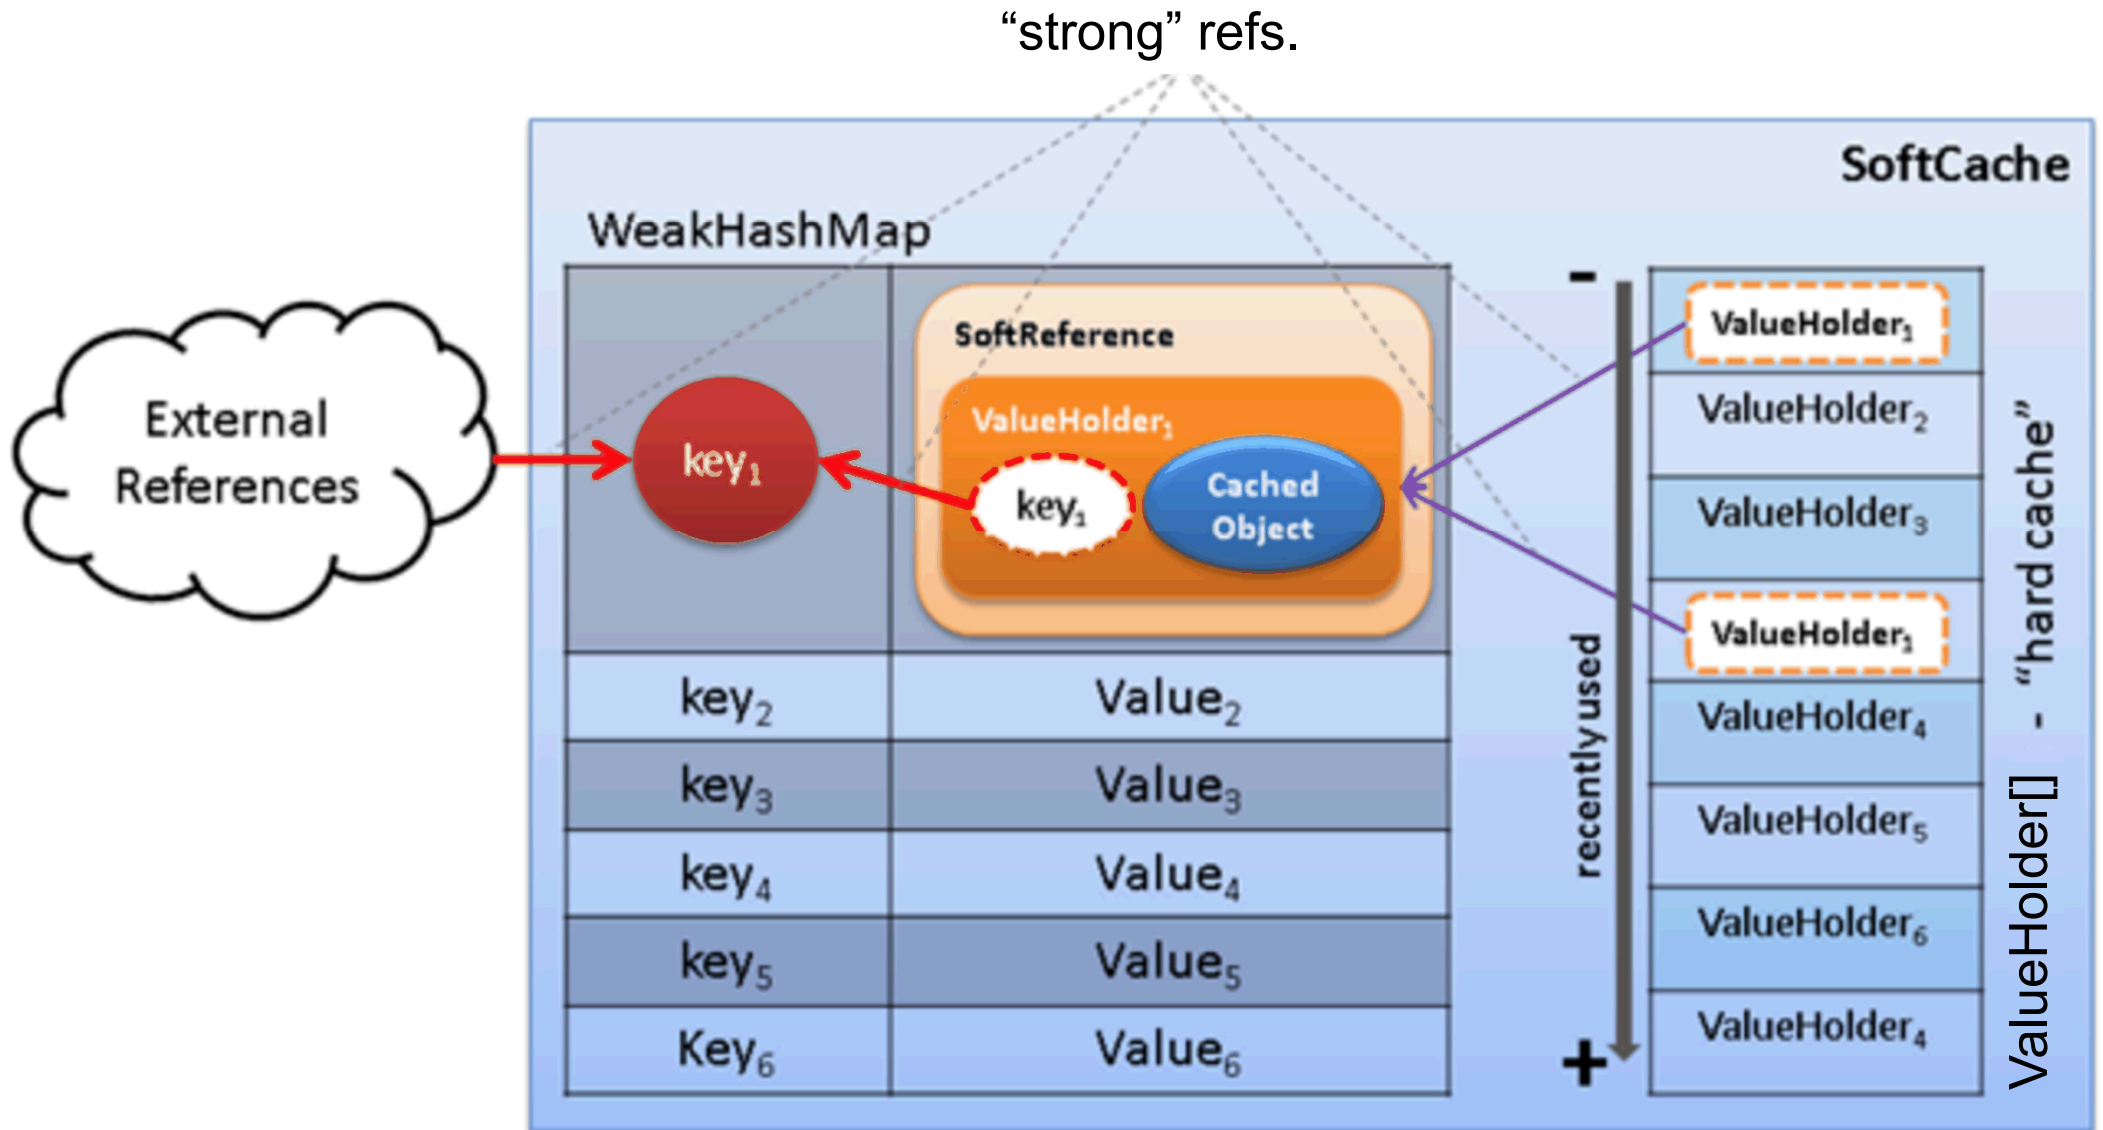 “strong” refs.
SoftCache
WeakHashMap
External
References
key₁
SoftReference
ValueHolder₁
key₁
Cached
Object
key₂ Value₂
key₃ Value₃
key₄ Value₄
key₅ Value₅
Key₆ Value₆
-
recently used
+
ValueHolder₁
ValueHolder₂
ValueHolder₃
ValueHolder₁
ValueHolder₄
ValueHolder₅
ValueHolder₆
ValueHolder₄
ValueHolder[] - “hard cache”